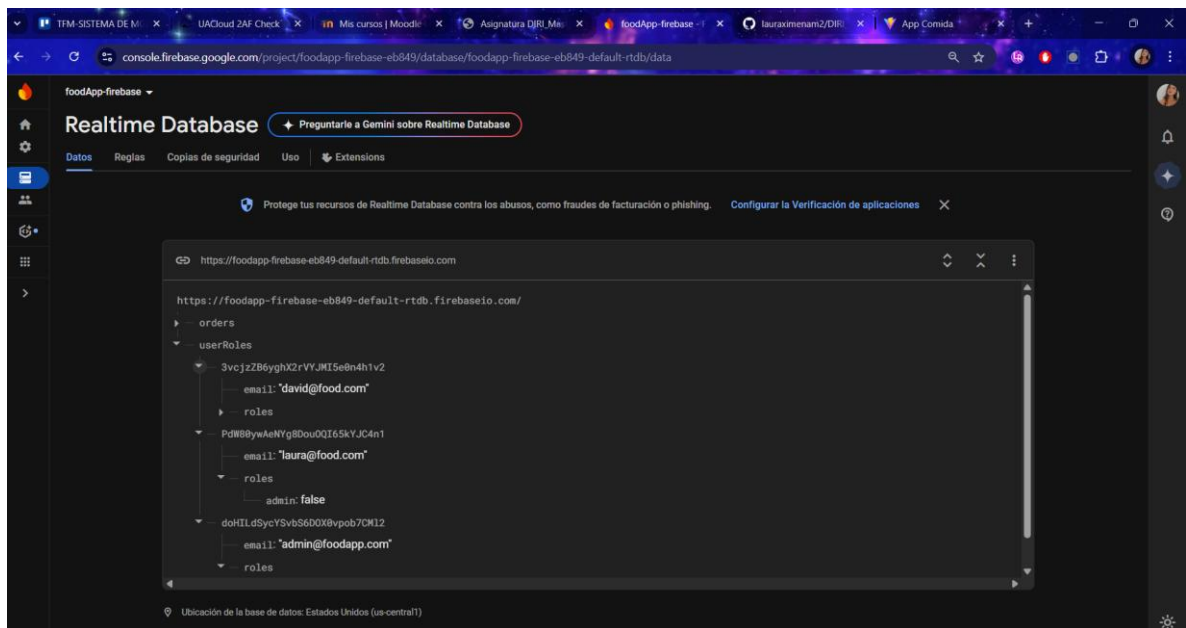 TFM-SISTEMA DE M
UACloud 2AF Check
Mis cursos | Moodle
Asignatura DIRI_Ma
foodApp-firebase -
lauraximenam2/DIRI
App Comida
console.firebase.google.com/project/foodapp-firebase-eb849/database/foodapp-firebase-eb849-default-rtdb/data
foodApp-firebase
Realtime Database
Preguntarle a Gemini sobre Realtime Database
Datos Reglas Copias de seguridad Uso Extensions
Protege tus recursos de Realtime Database contra los abusos, como fraudes de facturación o phishing. Configurar la Verificación de aplicaciones
https://foodapp-firebase-eb849-default-rtdb.firebaseio.com
https://foodapp-firebase-eb849-default-rtdb.firebaseio.com/
orders
userRoles
3vcjzZB6yghX2rVYJMI5e0n4h1v2
email: "david@food.com"
roles
PdW80ywAeNYg8DouOQI65kYJC4n1
email: "laura@food.com"
roles
admin: false
doHILdSycYSvbS6DOX0vpob7CMl2
email: "admin@foodapp.com"
roles
Ubicación de la base de datos: Estados Unidos (us-central1)